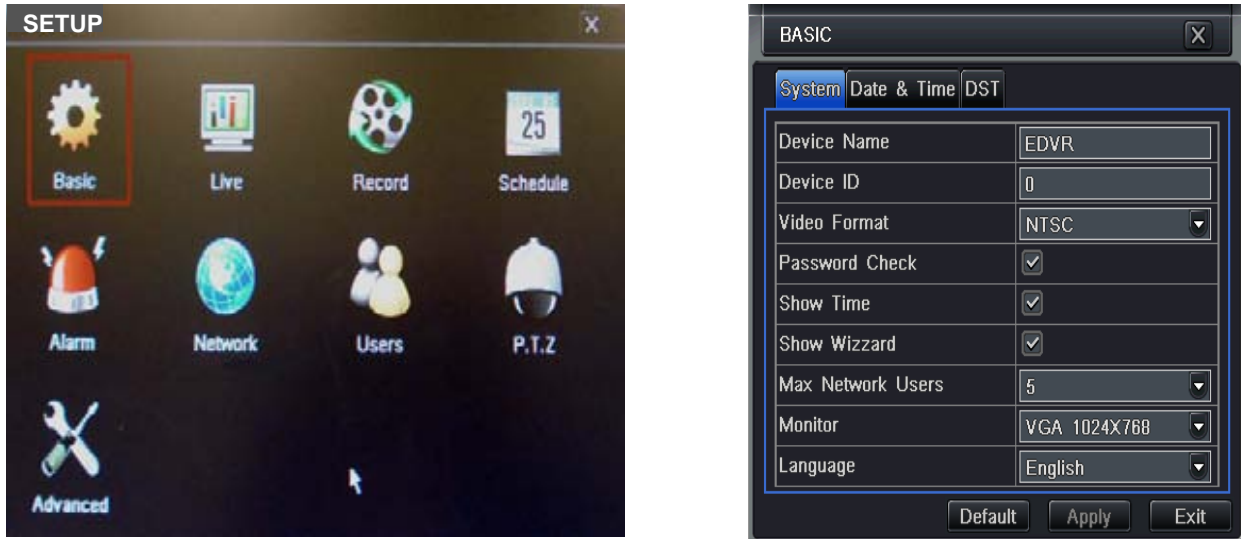 SETUP X
25
Basic Live Record Schedule
Alarm Network Users P.T.Z
Advanced
BASIC X
System Date & Time DST
Device Name EDVR
Device ID 0
Video Format NTSC
Password Check
Show Time
Show Wizzard
Max Network Users 5
Monitor VGA 1024X768
Language English
Default Apply Exit